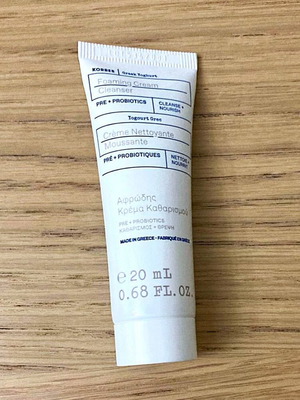 KORRES | Greek Yoghurt
Foaming Cream
Cleanser
PRE + PROBIOTICS
CLEANSE +
NOURISH
Yogourt Grec
Crème Nettoyante
Moussante
PRÉ + PROBIOTIQUES
NETTOIE +
NOURRIT
Αφρώδης
Κρέμα Καθαρισμού
PRE + PROBIOTICS
ΚΑΘΑΡΙΣΜΟΣ + ΘΡΕΨΗ
MADE IN GREECE · FABRIQUÉ EN GRÈCE
℮ 20 mL
0.68 FL.OZ.